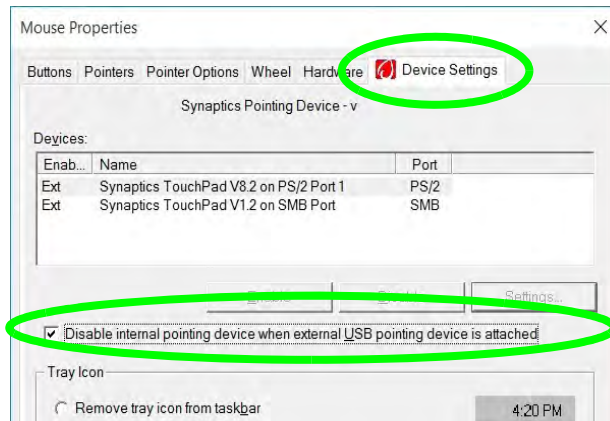 Mouse Properties
Buttons Pointers Pointer Options Wheel Hardware Device Settings
Synaptics Pointing Device - v
Devices:
Enab... Name Port
Ext Synaptics TouchPad V8.2 on PS/2 Port 1 PS/2
Ext Synaptics TouchPad V1.2 on SMB Port SMB
Settings...
Disable internal pointing device when external USB pointing device is attached
Tray Icon
Remove tray icon from taskbar
4:20 PM